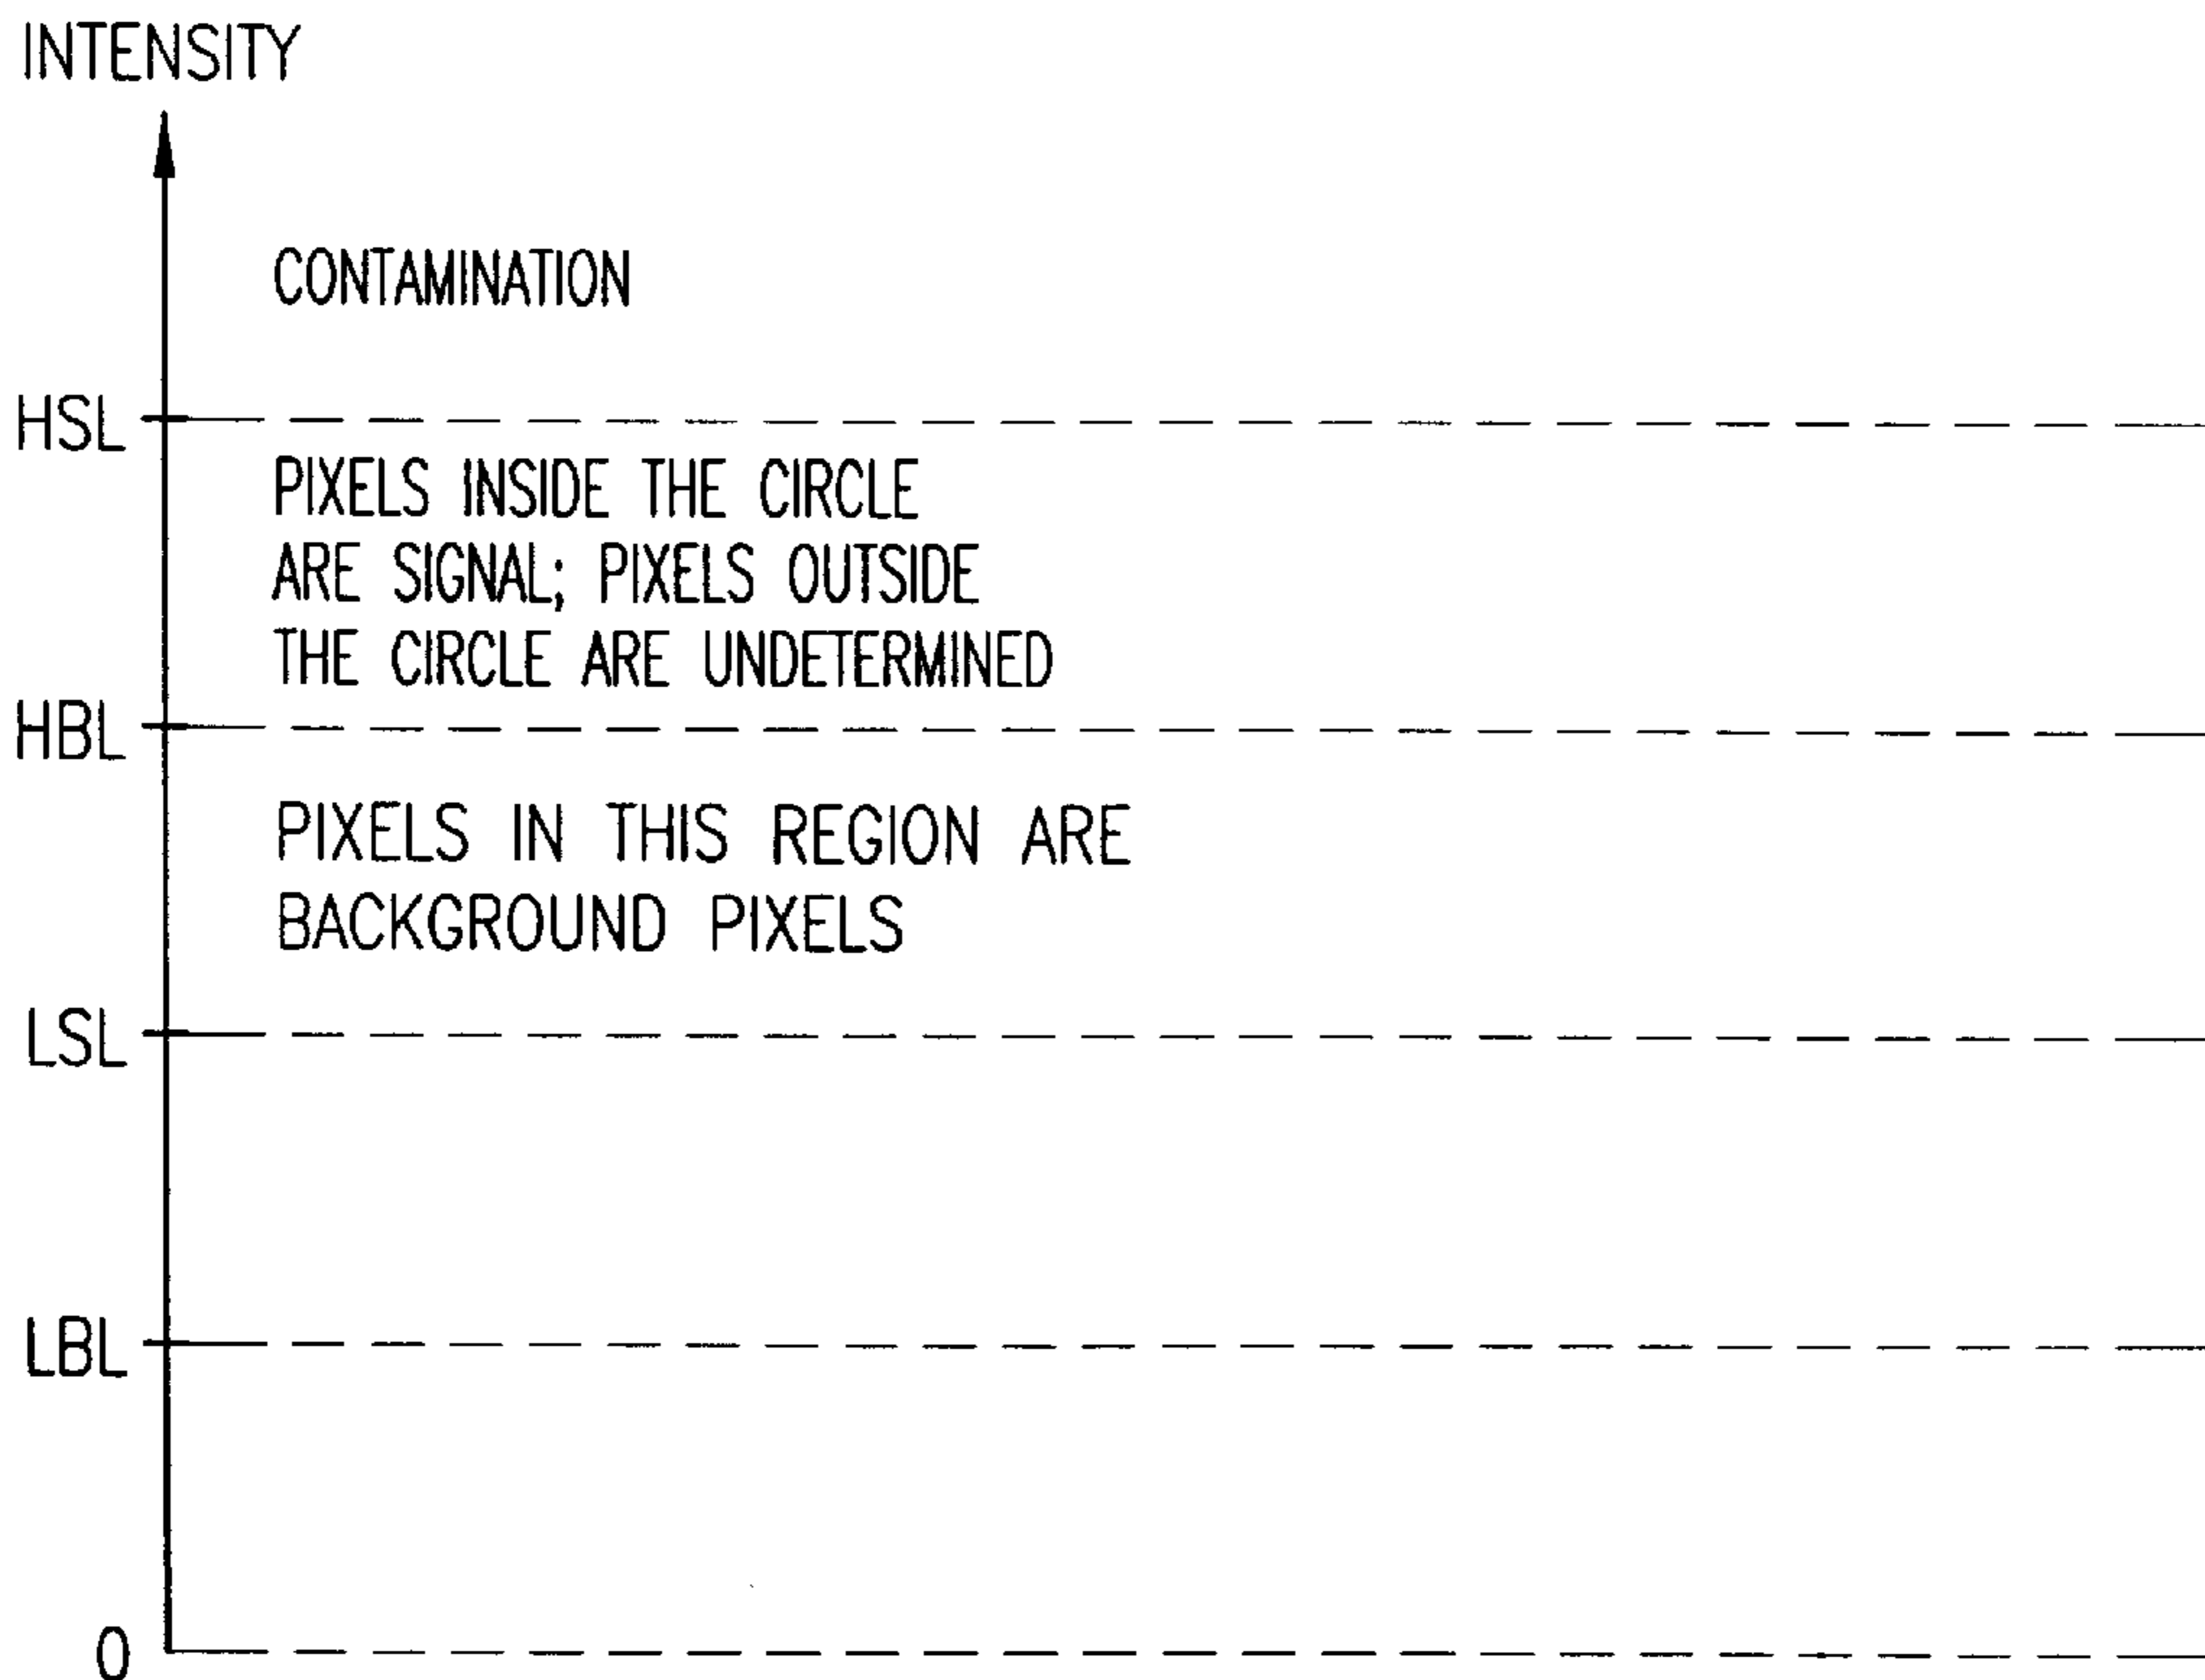 INTENSITY
CONTAMINATION
HSL
PIXELS INSIDE THE CIRCLE
ARE SIGNAL; PIXELS OUTSIDE
THE CIRCLE ARE UNDETERMINED
HBL
PIXELS IN THIS REGION ARE
BACKGROUND PIXELS
LSL
LBL
0